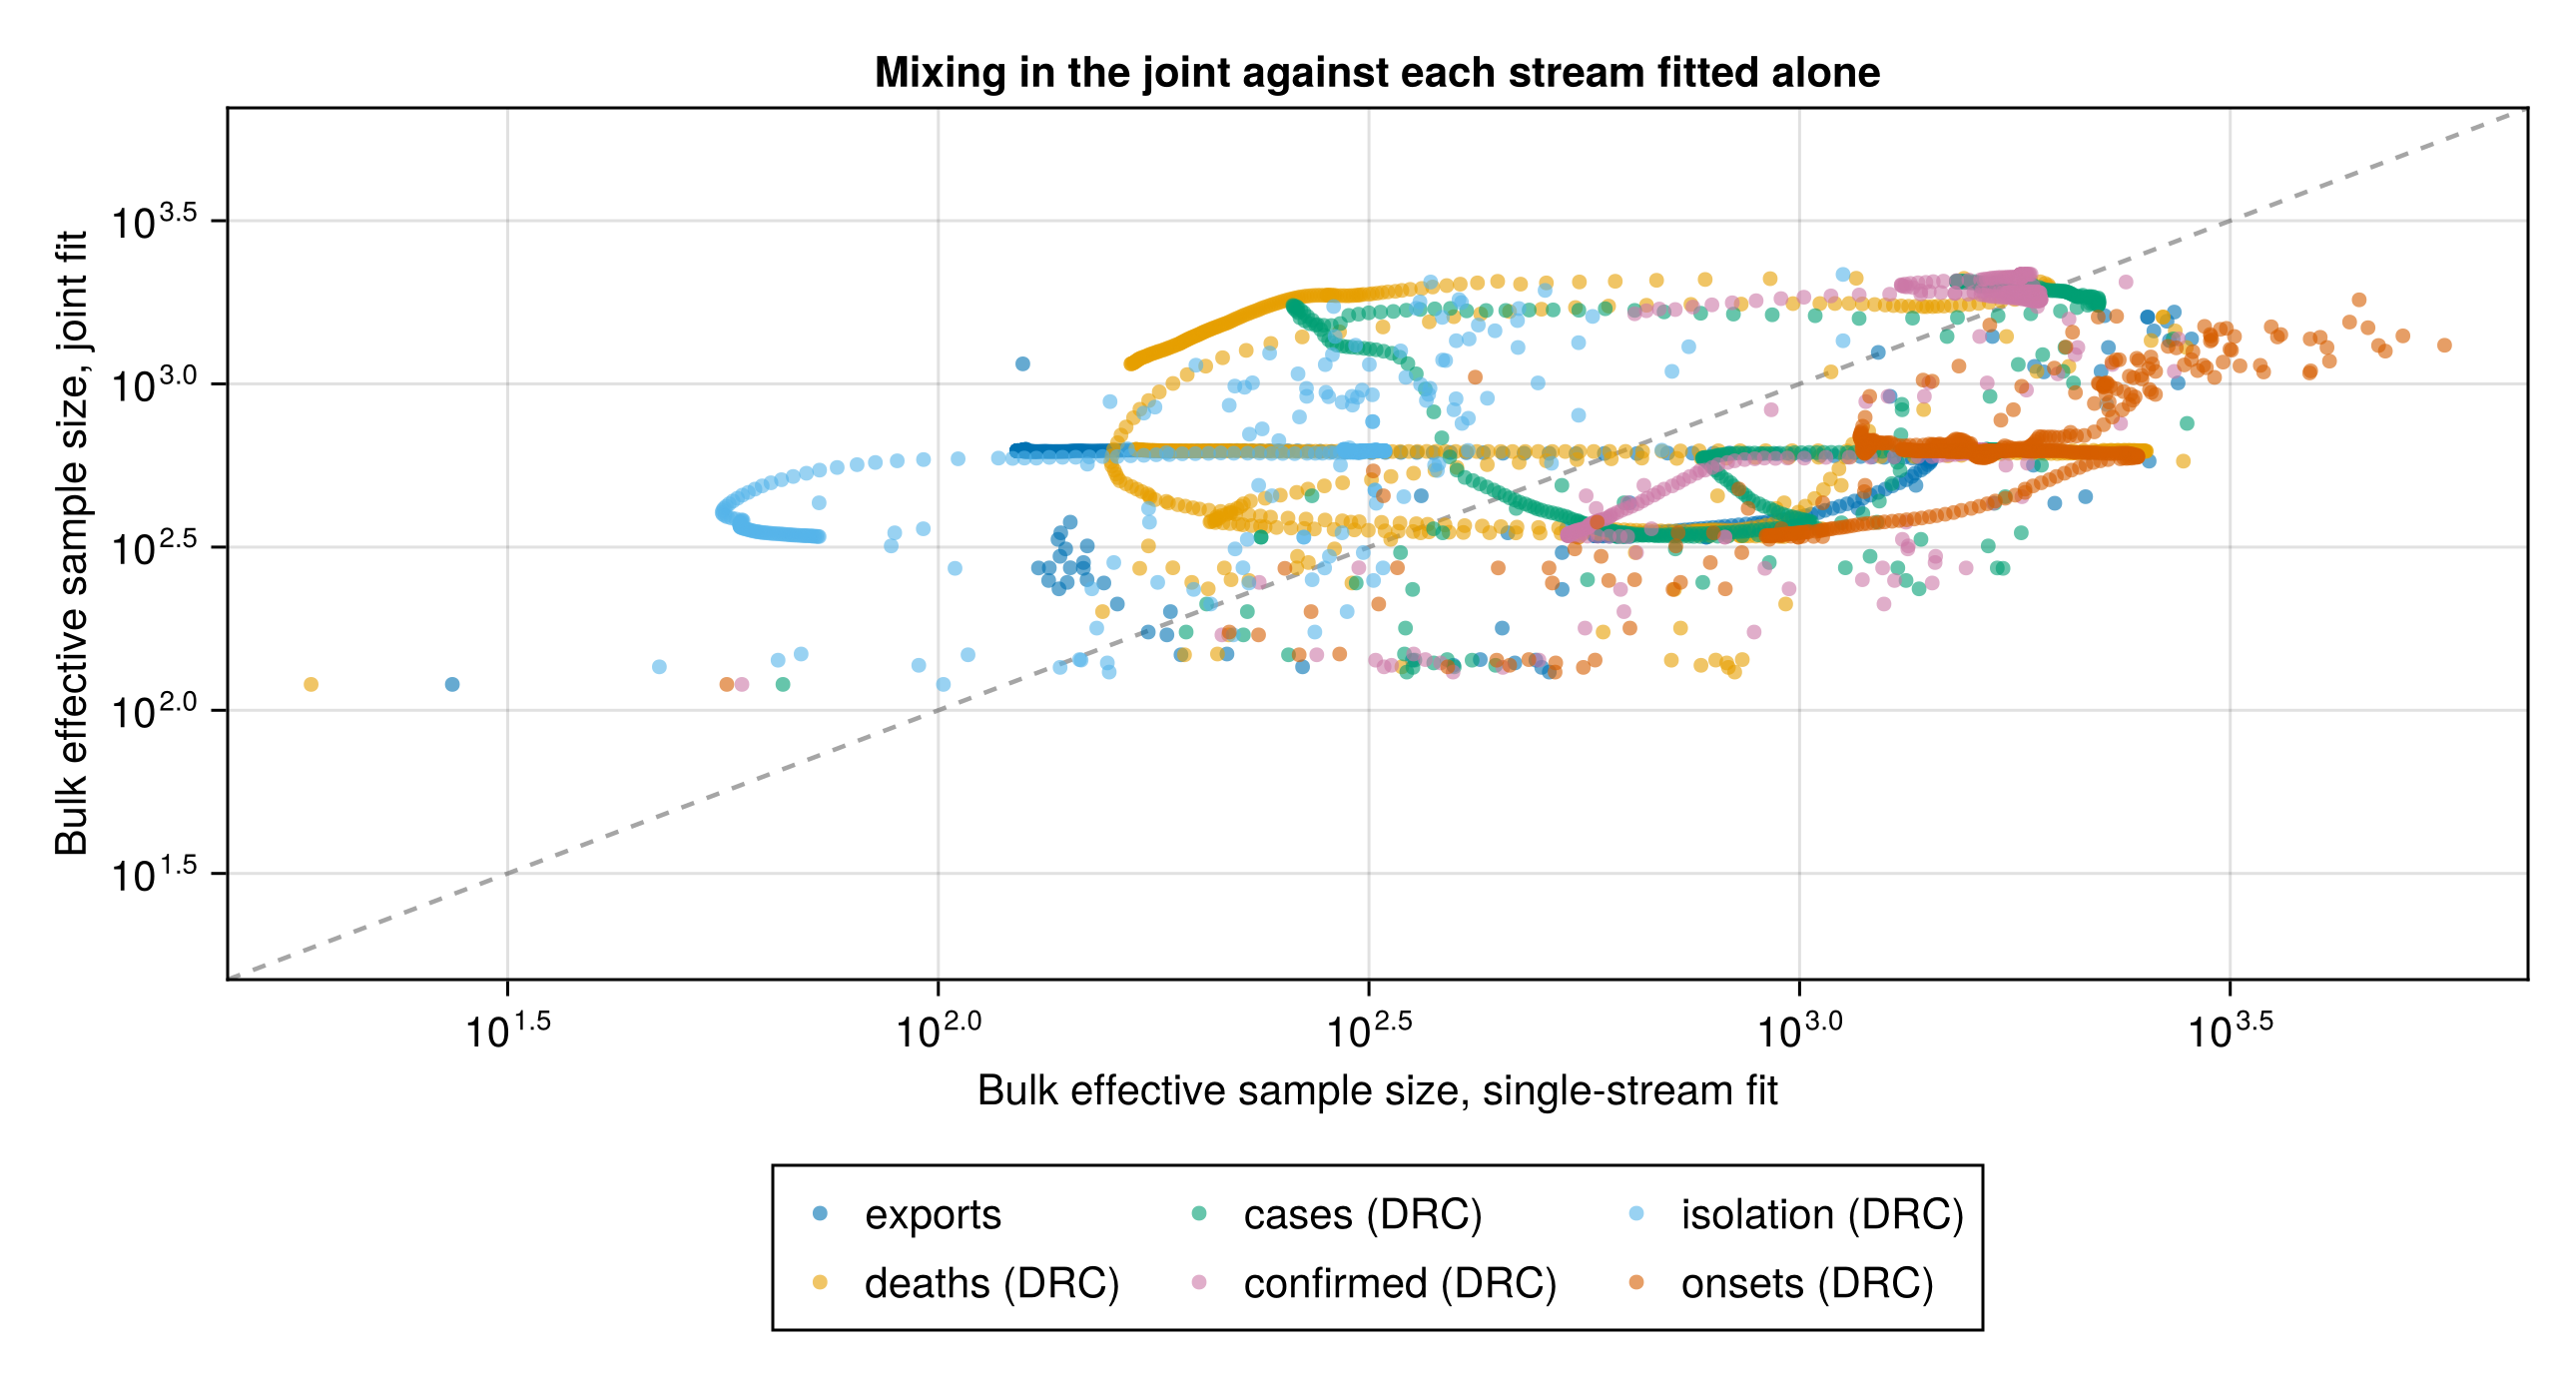 Mixing in the joint against each stream fitted alone
Bulk effective sample size, joint fit
10^3.5
10^3.0
10^2.5
10^2.0
10^1.5
10^1.5 10^2.0 10^2.5 10^3.0 10^3.5
Bulk effective sample size, single-stream fit
exports cases (DRC) isolation (DRC)
deaths (DRC) confirmed (DRC) onsets (DRC)